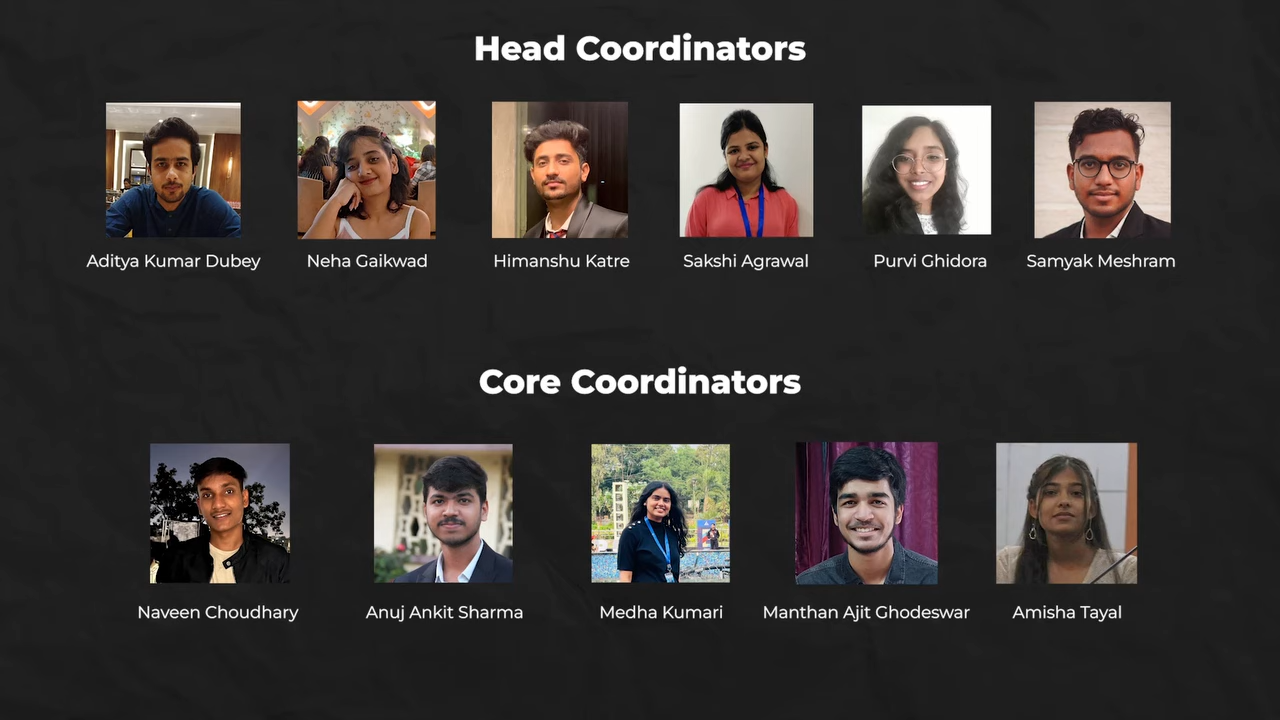 Head Coordinators
Aditya Kumar Dubey Neha Gaikwad Himanshu Katre Sakshi Agrawal Purvi Ghidora Samyak Meshram
Core Coordinators
Naveen Choudhary Anuj Ankit Sharma Medha Kumari Manthan Ajit Ghodeswar Amisha Tayal